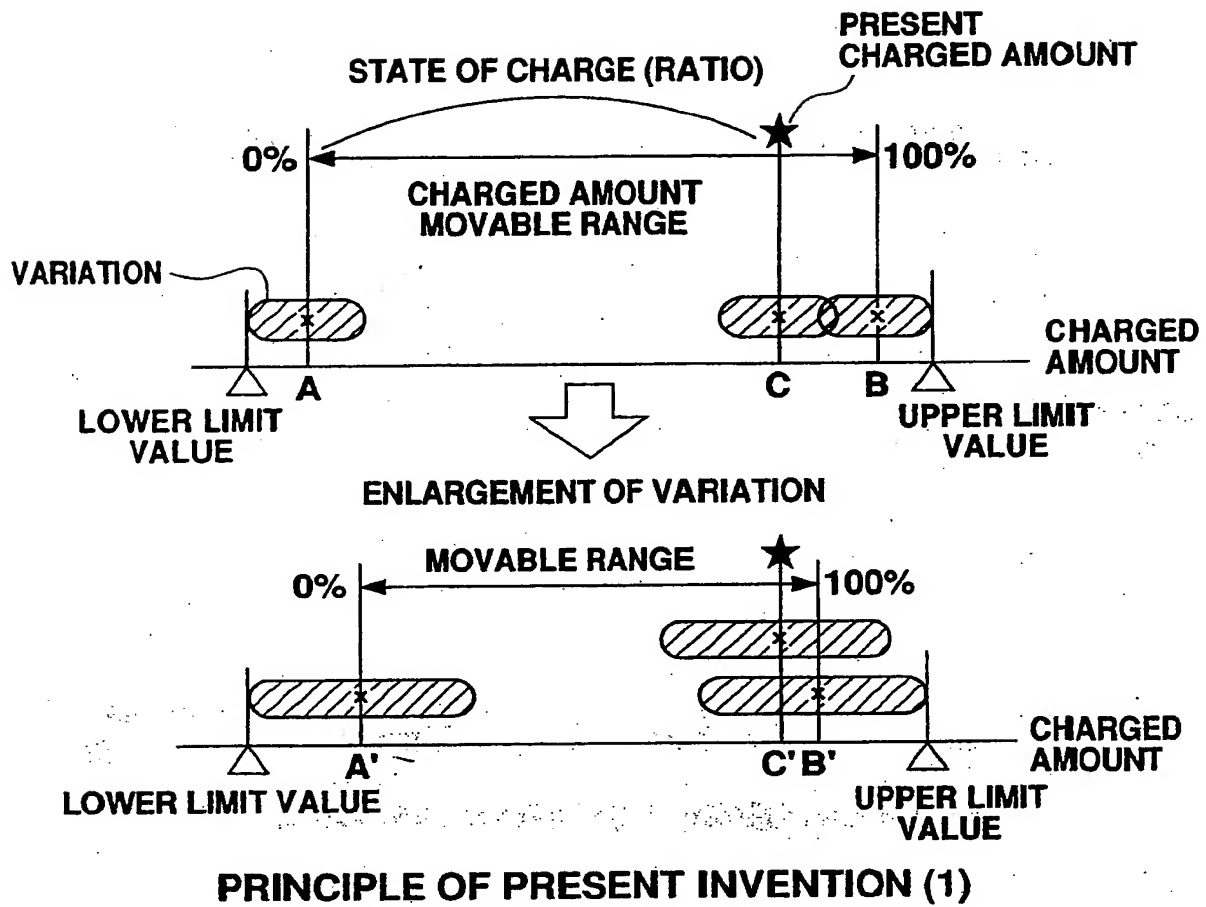 PRESENT
CHARGED AMOUNT
STATE OF CHARGE (RATIO)
0%
100%
CHARGED AMOUNT
MOVABLE RANGE
VARIATION
CHARGED
AMOUNT
A
C
B
LOWER LIMIT
VALUE
UPPER LIMIT
VALUE
ENLARGEMENT OF VARIATION
MOVABLE RANGE
0%
100%
CHARGED
AMOUNT
A'
C'
B'
LOWER LIMIT VALUE
UPPER LIMIT
VALUE
PRINCIPLE OF PRESENT INVENTION (1)